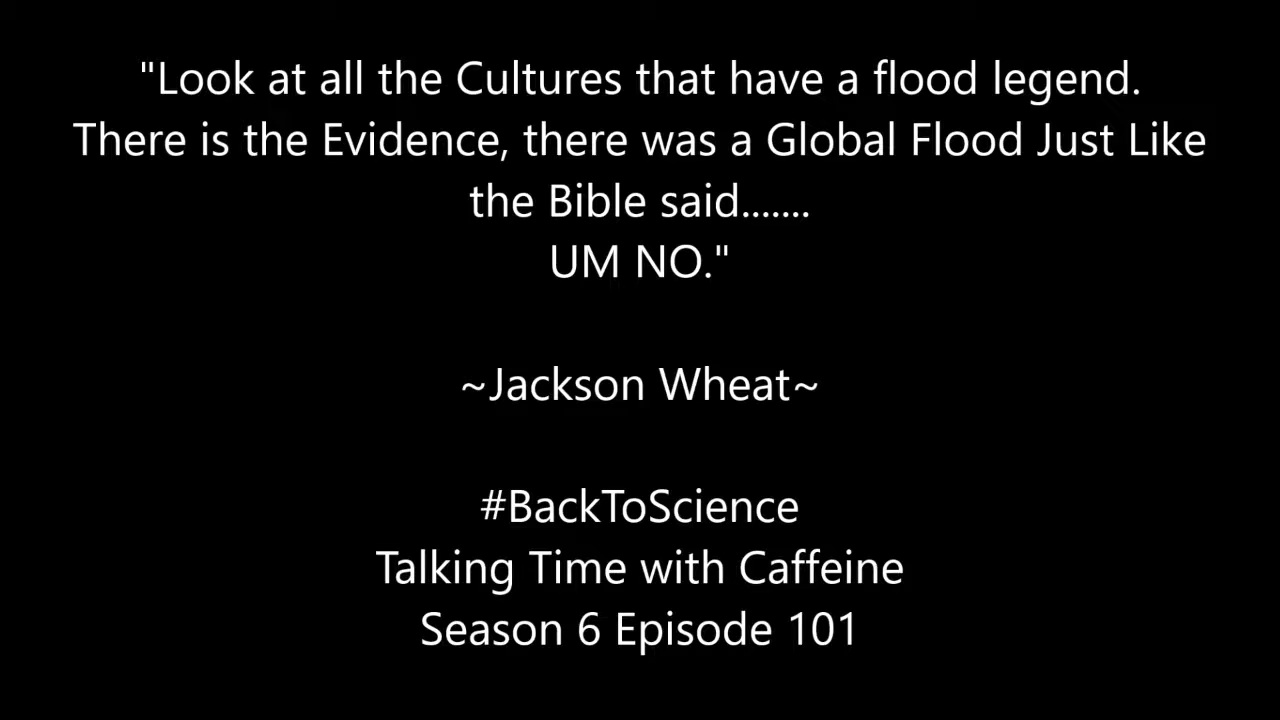 "Look at all the Cultures that have a flood legend.
There is the Evidence, there was a Global Flood Just Like
the Bible said.......
UM NO."
~Jackson Wheat~
#BackToScience
Talking Time with Caffeine
Season 6 Episode 101